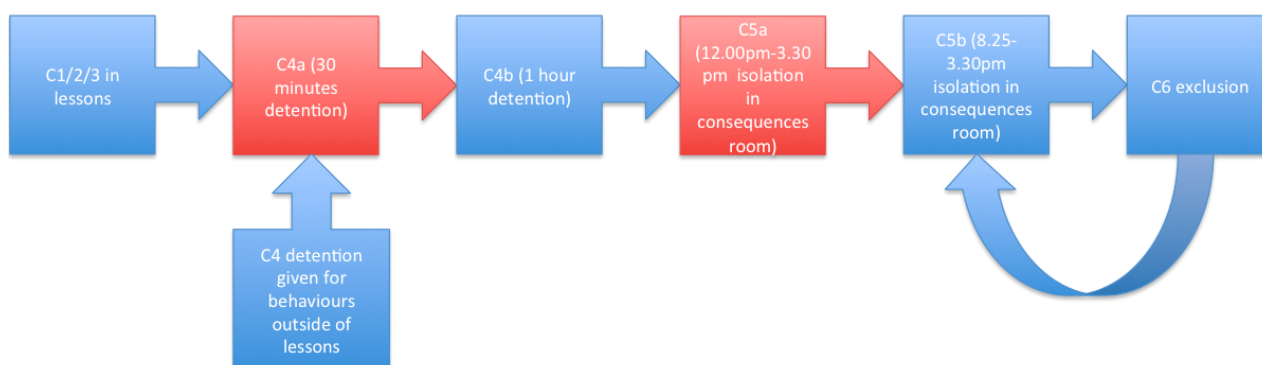 C1/2/3 in
lessons
C4a (30
minutes
detention)
C4b (1 hour
detention)
C5a
(12.00pm-3.30
pm isolation
in
consequences
room)
C5b (8.25-
3.30pm
isolation in
consequences
room)
C6 exclusion
C4 detention
given for
behaviours
outside of
lessons